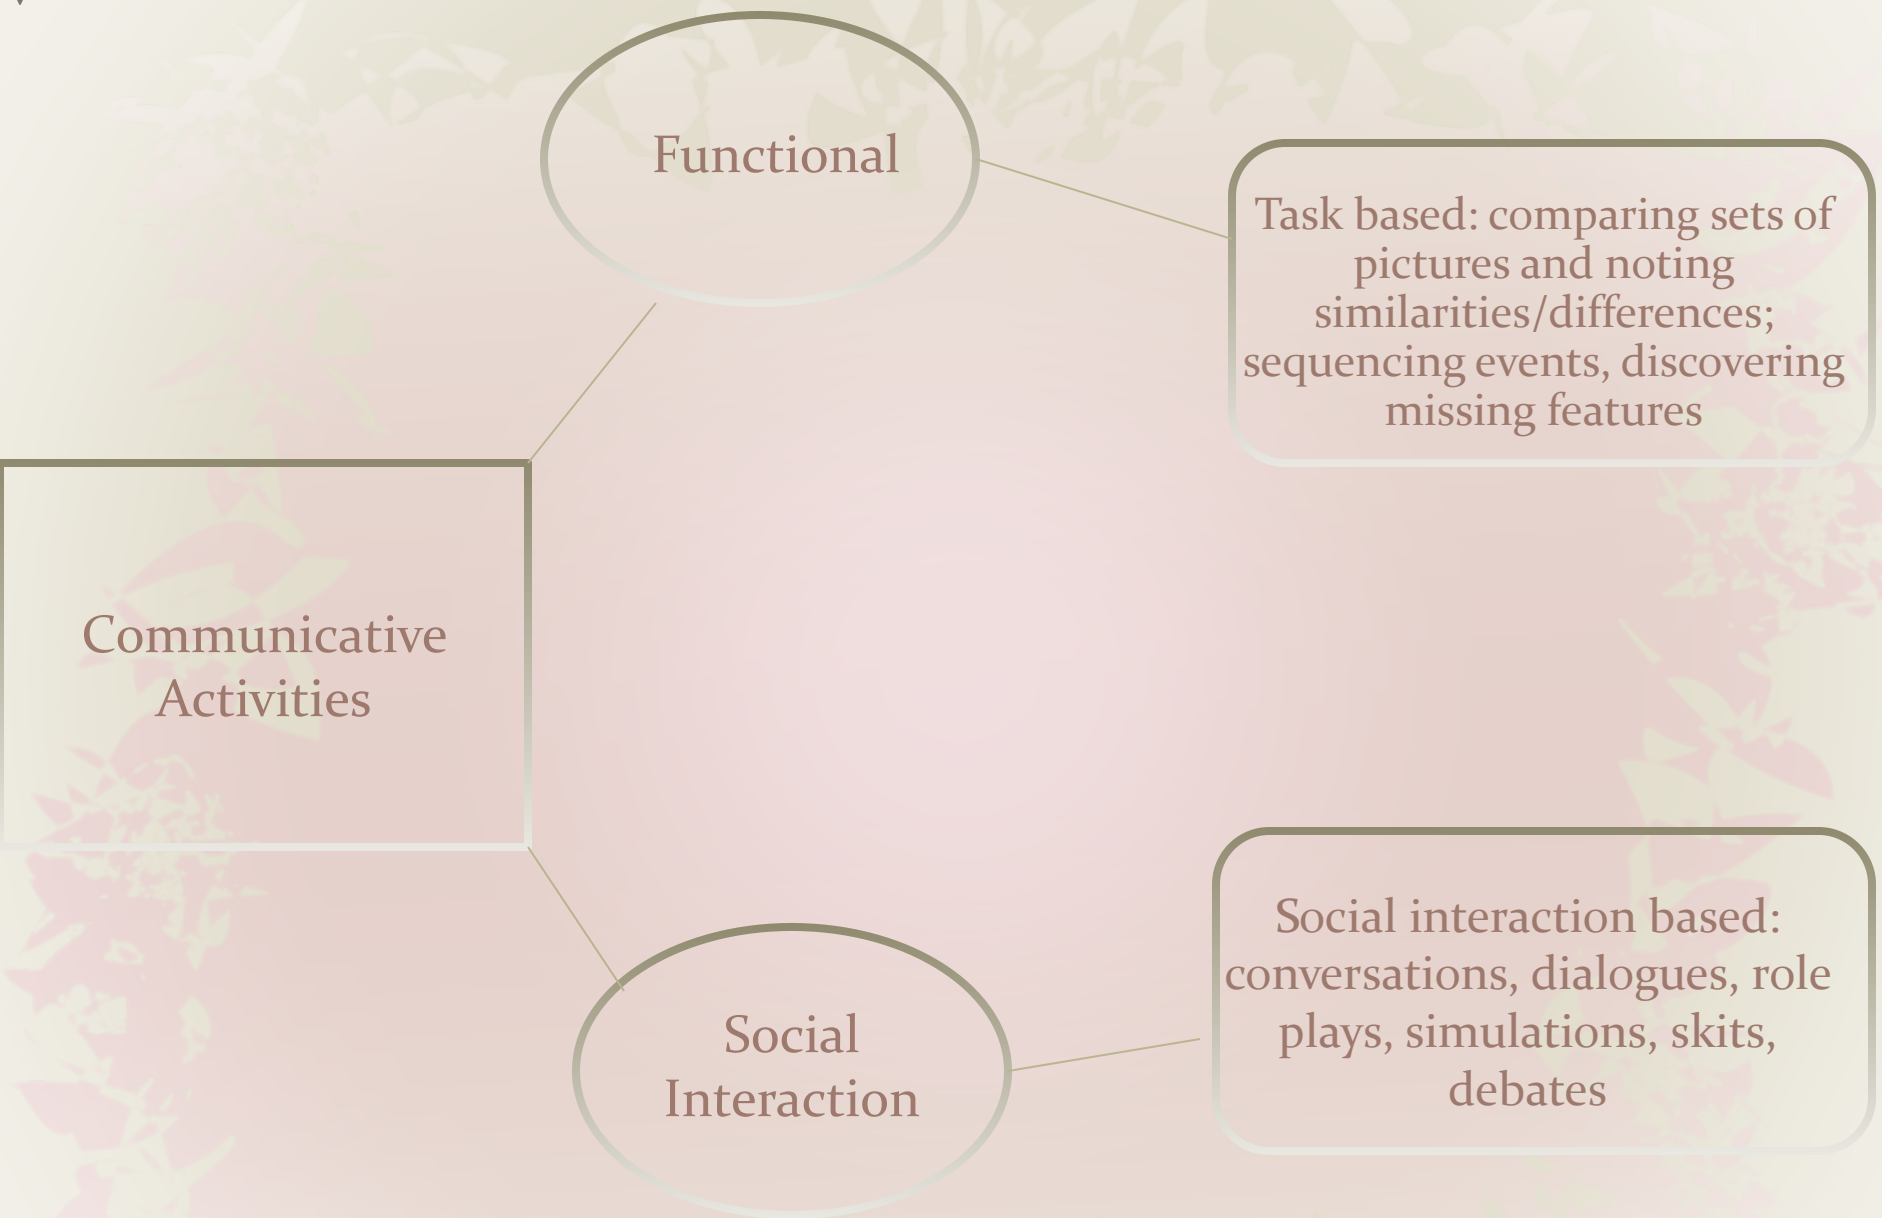 Functional
Task based: comparing sets of
pictures and noting
similarities/differences;
sequencing events, discovering
missing features
Communicative
Activities
Social
Interaction
Social interaction based:
conversations, dialogues, role
plays, simulations, skits,
debates